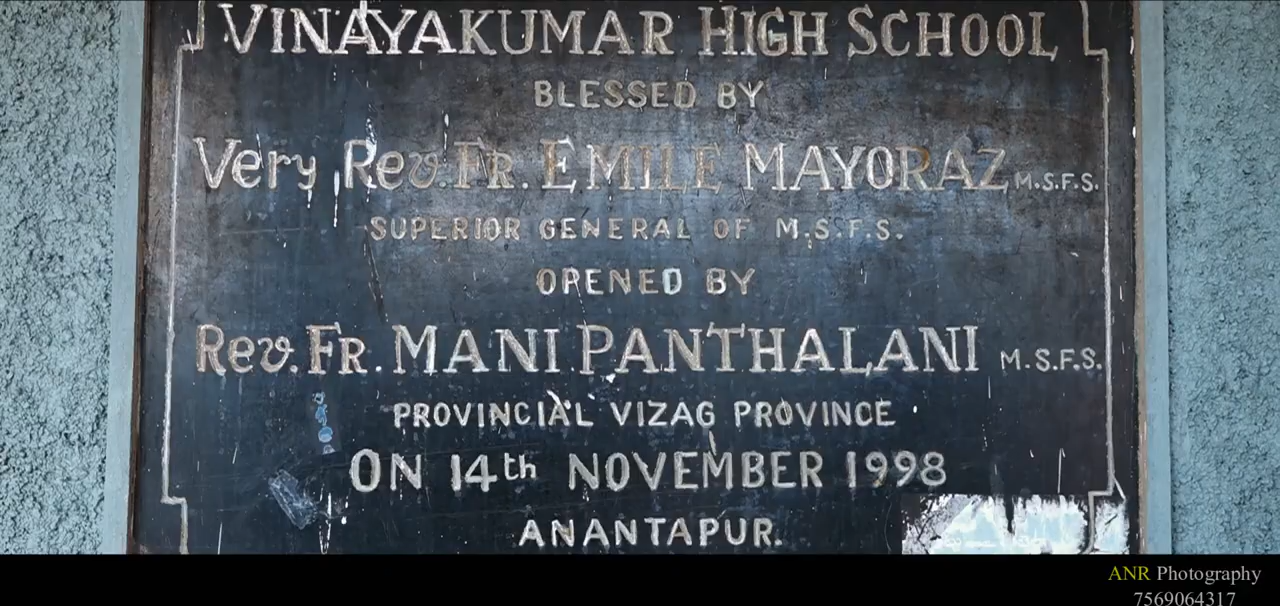 VINAYAKUMAR HIGH SCHOOL
BLESSED BY
Very Rev. FR. EMILE MAYORAZ M.S.F.S.
SUPERIOR GENERAL OF M.S.F.S.
OPENED BY
Rev. FR. MANI PANTHALANI M.S.F.S.
PROVINCIAL VIZAG PROVINCE
ON 14th NOVEMBER 1998
ANANTAPUR.
ANR Photography
7569064317